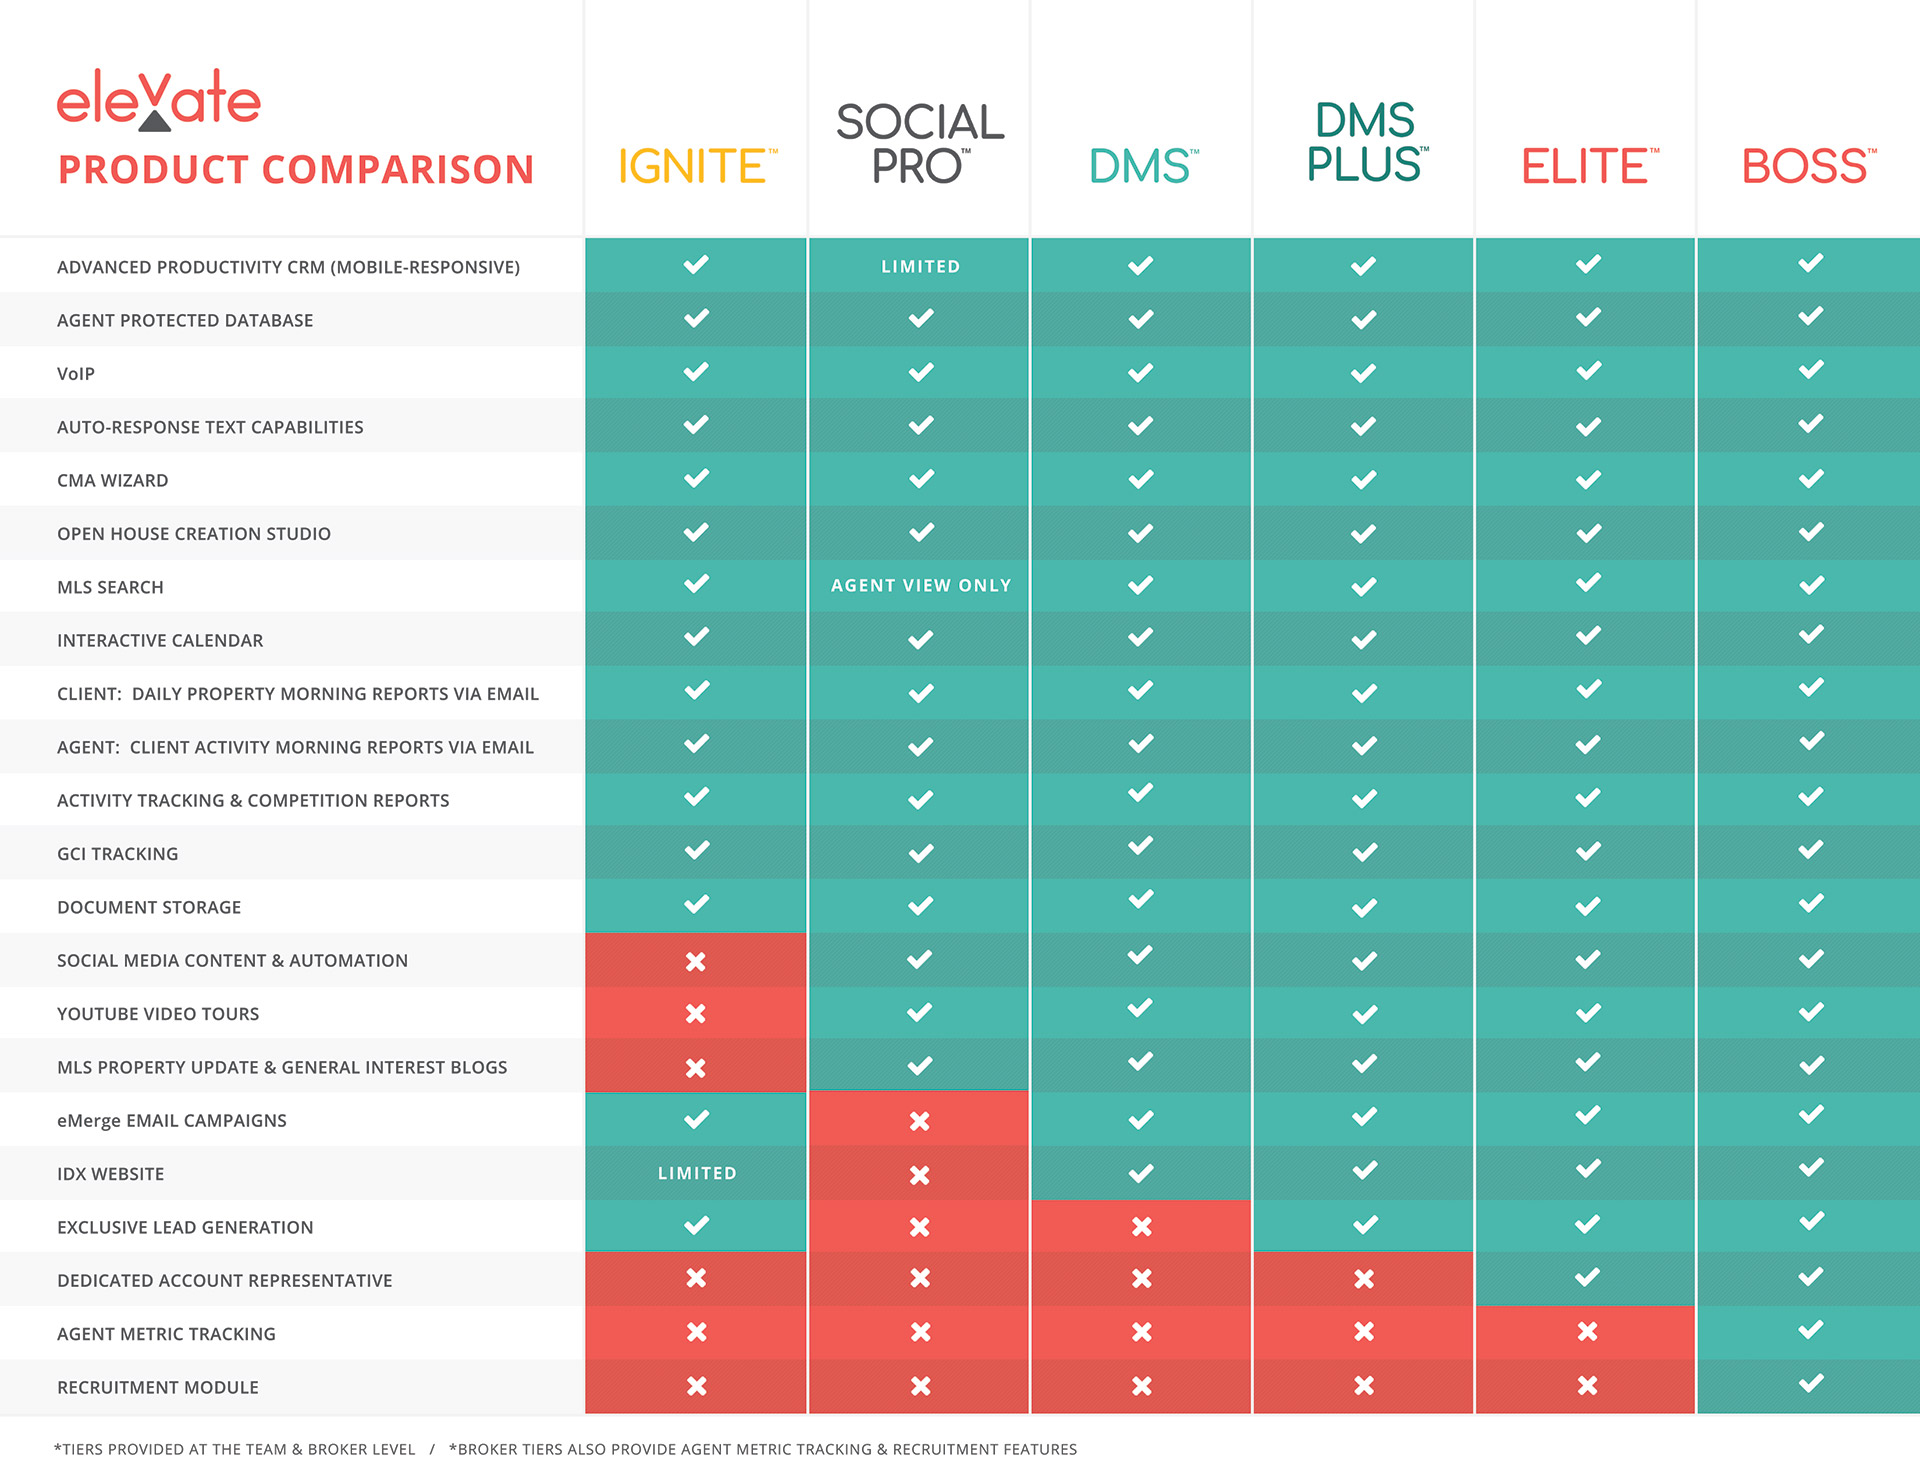 elevate
PRODUCT COMPARISON
IGNITE™
SOCIAL
PRO™
DMS™
DMS
PLUS™
ELITE™
BOSS™
ADVANCED PRODUCTIVITY CRM (MOBILE-RESPONSIVE)
LIMITED
AGENT PROTECTED DATABASE
VoIP
AUTO-RESPONSE TEXT CAPABILITIES
CMA WIZARD
OPEN HOUSE CREATION STUDIO
MLS SEARCH
AGENT VIEW ONLY
INTERACTIVE CALENDAR
CLIENT: DAILY PROPERTY MORNING REPORTS VIA EMAIL
AGENT: CLIENT ACTIVITY MORNING REPORTS VIA EMAIL
ACTIVITY TRACKING & COMPETITION REPORTS
GCI TRACKING
DOCUMENT STORAGE
SOCIAL MEDIA CONTENT & AUTOMATION
YOUTUBE VIDEO TOURS
MLS PROPERTY UPDATE & GENERAL INTEREST BLOGS
eMerge EMAIL CAMPAIGNS
IDX WEBSITE
LIMITED
EXCLUSIVE LEAD GENERATION
DEDICATED ACCOUNT REPRESENTATIVE
AGENT METRIC TRACKING
RECRUITMENT MODULE
*TIERS PROVIDED AT THE TEAM & BROKER LEVEL / *BROKER TIERS ALSO PROVIDE AGENT METRIC TRACKING & RECRUITMENT FEATURES